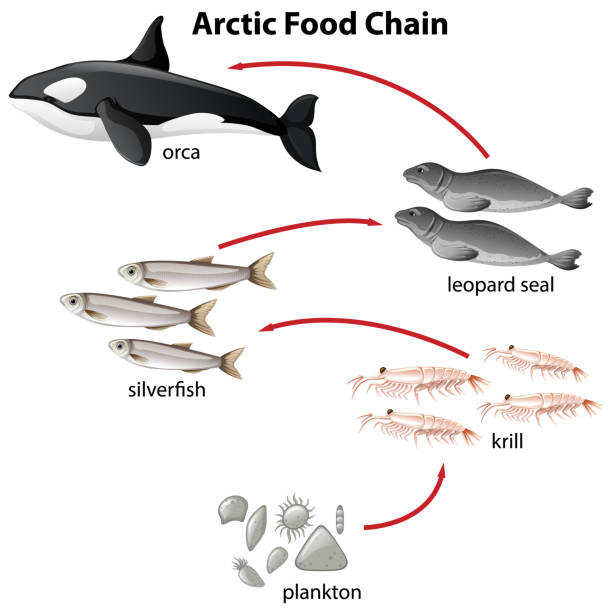 Arctic Food Chain
orca
leopard seal
silverfish
krill
plankton